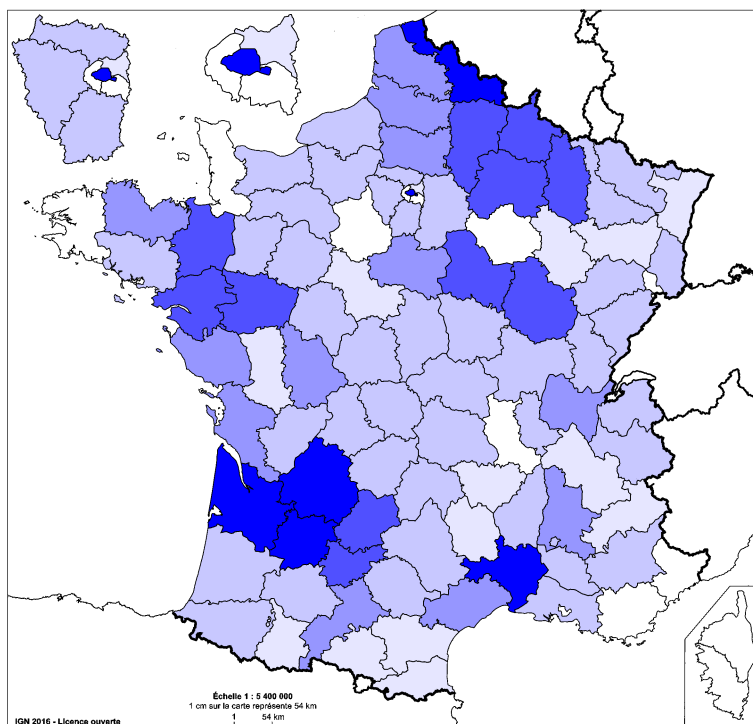 Échelle 1 : 5 400 000
1 cm sur la carte représente 54 km
1 54 km
IGN 2016 - Licence ouverte